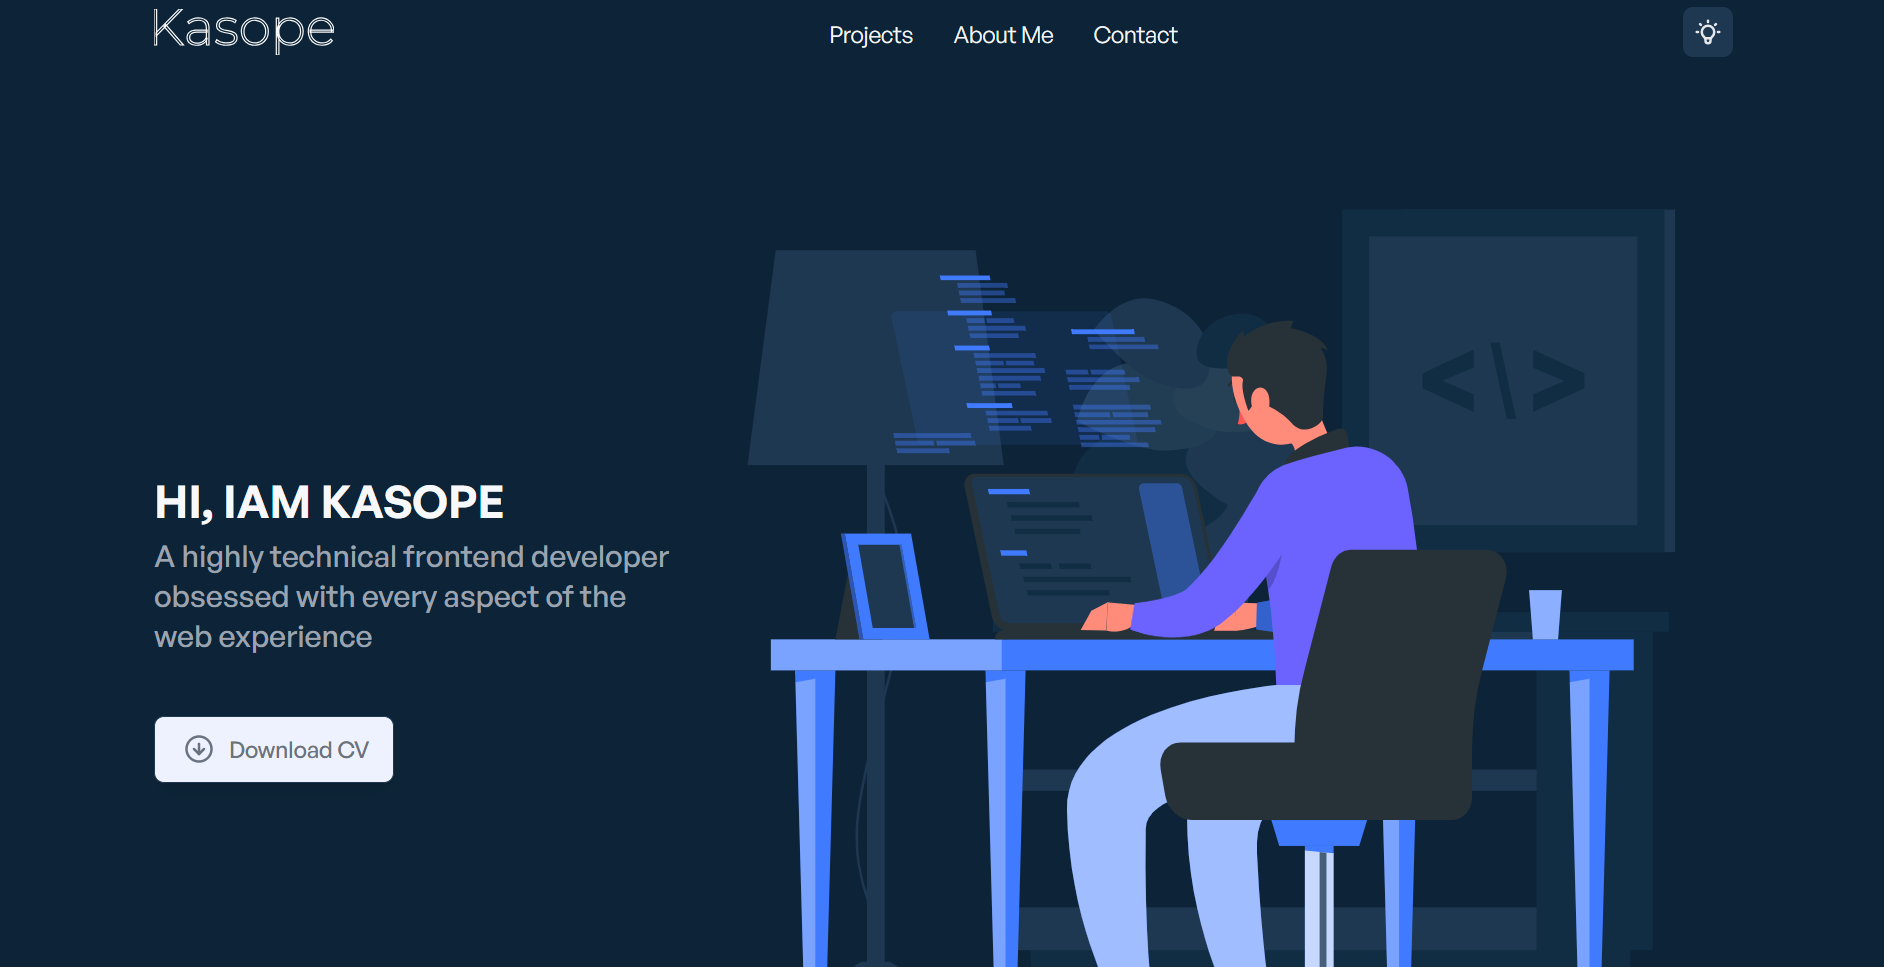 Kasope
Projects
About Me
Contact
HI, IAM KASOPE
A highly technical frontend developer
obsessed with every aspect of the
web experience
Download CV
<\>